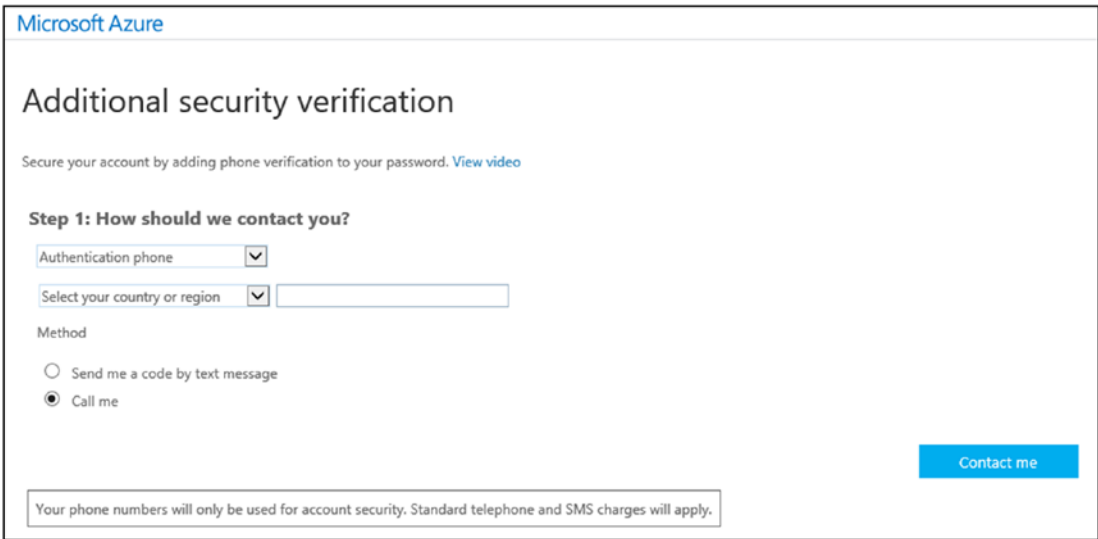 Microsoft Azure
Additional security verification
Secure your account by adding phone verification to your password. View video
Step 1: How should we contact you?
Authentication phone
Select your country or region
Method
Send me a code by text message
Call me
Contact me
Your phone numbers will only be used for account security. Standard telephone and SMS charges will apply.